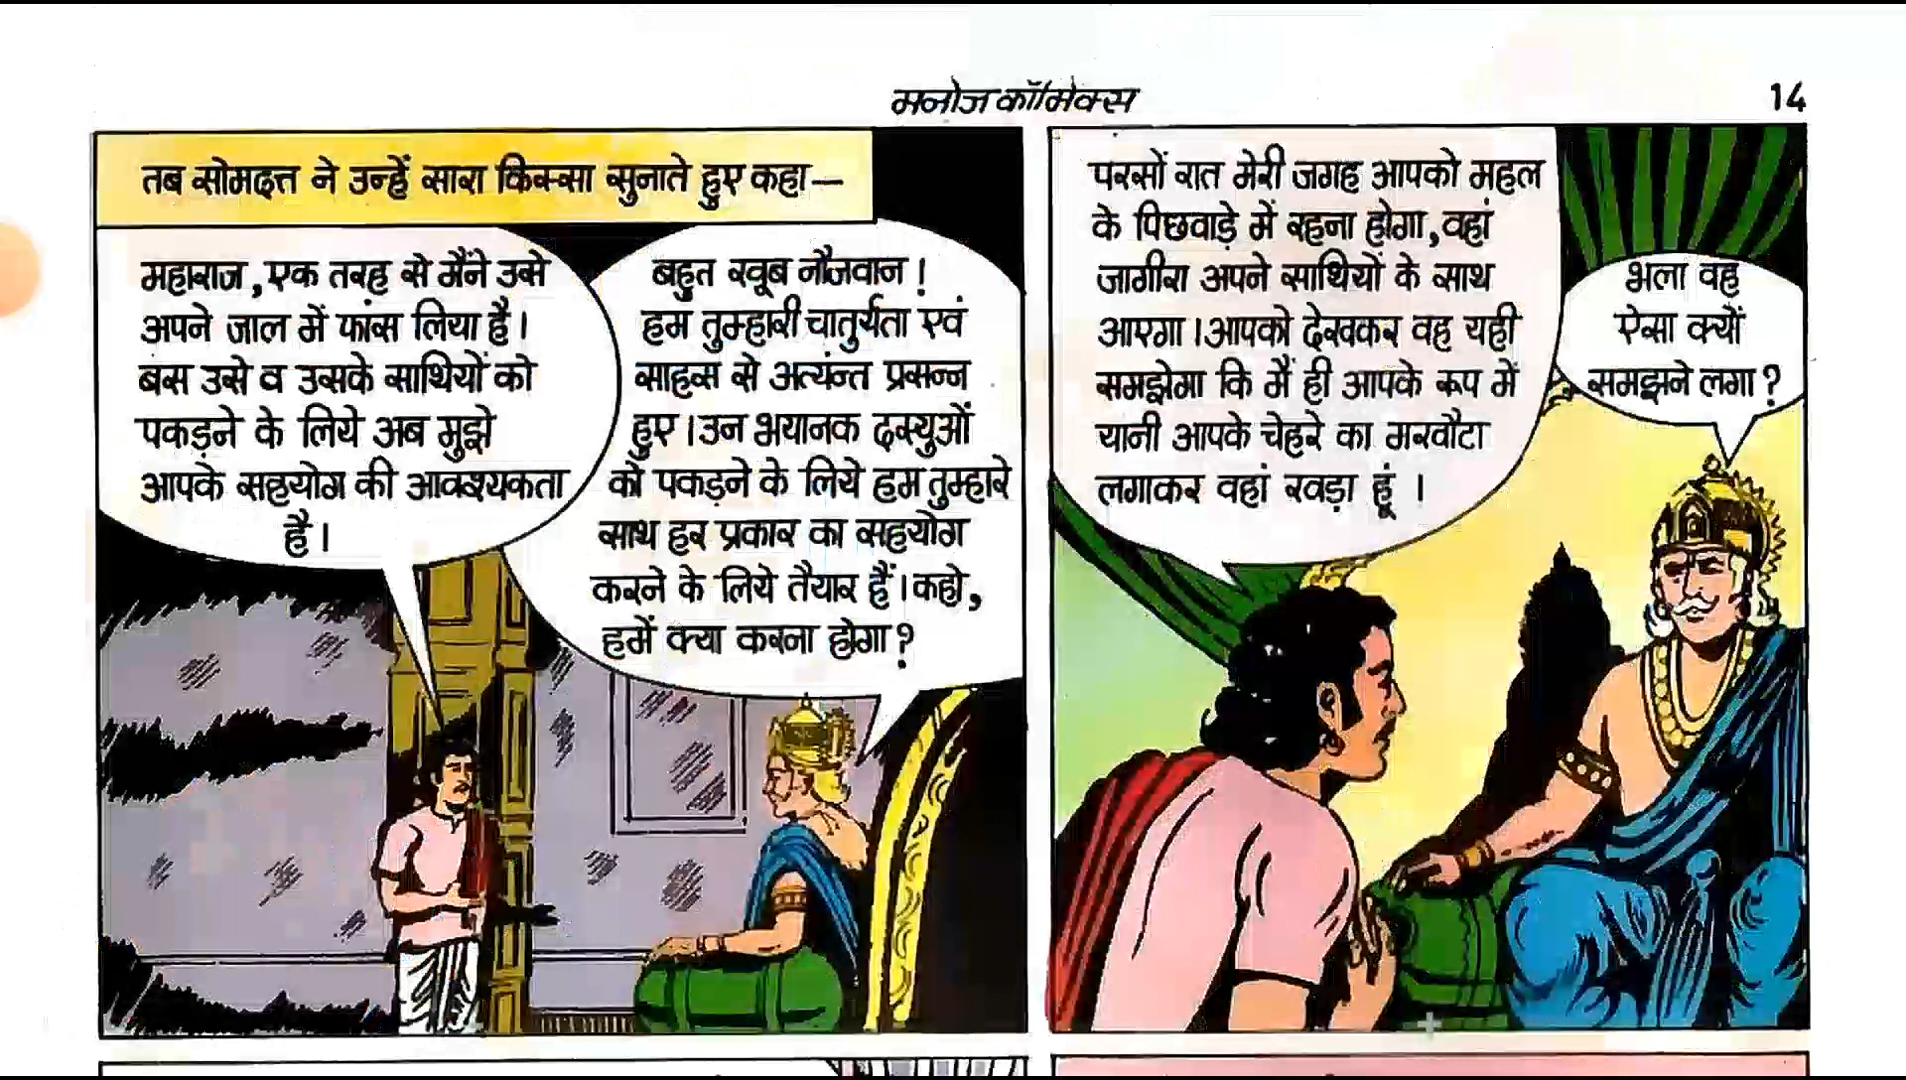 मनोज कॉमिक्स
14
तब सोमदत्त ने उन्हें सारा किस्सा सुनाते हुए कहा—
महाराज, एक तरह से मैंने उसे
अपने जाल में फांस लिया है।
बस उसे व उसके साथियों को
पकड़ने के लिये अब मुझे
आपके सहयोग की आवश्यकता
है।
बहुत खूब नौजवान!
हम तुम्हारी चातुर्यता एवं
साहस से अत्यंन्त प्रसन्न
हुए। उन भयानक दस्युओं
को पकड़ने के लिये हम तुम्हारे
साथ हर प्रकार का सहयोग
करने के लिये तैयार हैं। कहो,
हमें क्या करना होगा?
परसों रात मेरी जगह आपको महल
के पिछवाड़े में रहना होगा, वहां
जागीरा अपने साथियों के साथ
आएगा। आपको देखकर वह यही
समझेगा कि मैं ही आपके रूप में
यानी आपके चेहरे का मखौटा
लगाकर वहां खड़ा हूं।
भला वह
ऐसा क्यों
समझने लगा?